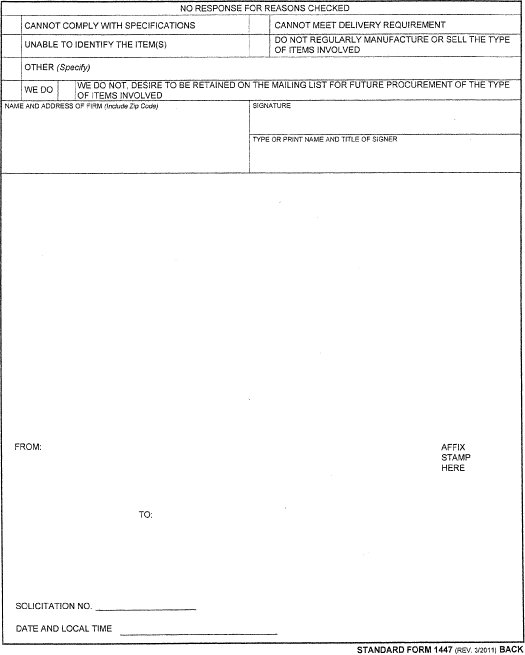 NO RESPONSE FOR REASONS CHECKED
CANNOT COMPLY WITH SPECIFICATIONS
CANNOT MEET DELIVERY REQUIREMENT
UNABLE TO IDENTIFY THE ITEM(S)
DO NOT REGULARLY MANUFACTURE OR SELL THE TYPE
OF ITEMS INVOLVED
OTHER (Specify)
WE DO
WE DO NOT, DESIRE TO BE RETAINED ON THE MAILING LIST FOR FUTURE PROCUREMENT OF THE TYPE
OF ITEMS INVOLVED
NAME AND ADDRESS OF FIRM (Include Zip Code)
SIGNATURE
TYPE OR PRINT NAME AND TITLE OF SIGNER
FROM:
AFFIX
STAMP
HERE
TO:
SOLICITATION NO.
DATE AND LOCAL TIME
STANDARD FORM 1447 (REV. 3/2011) BACK